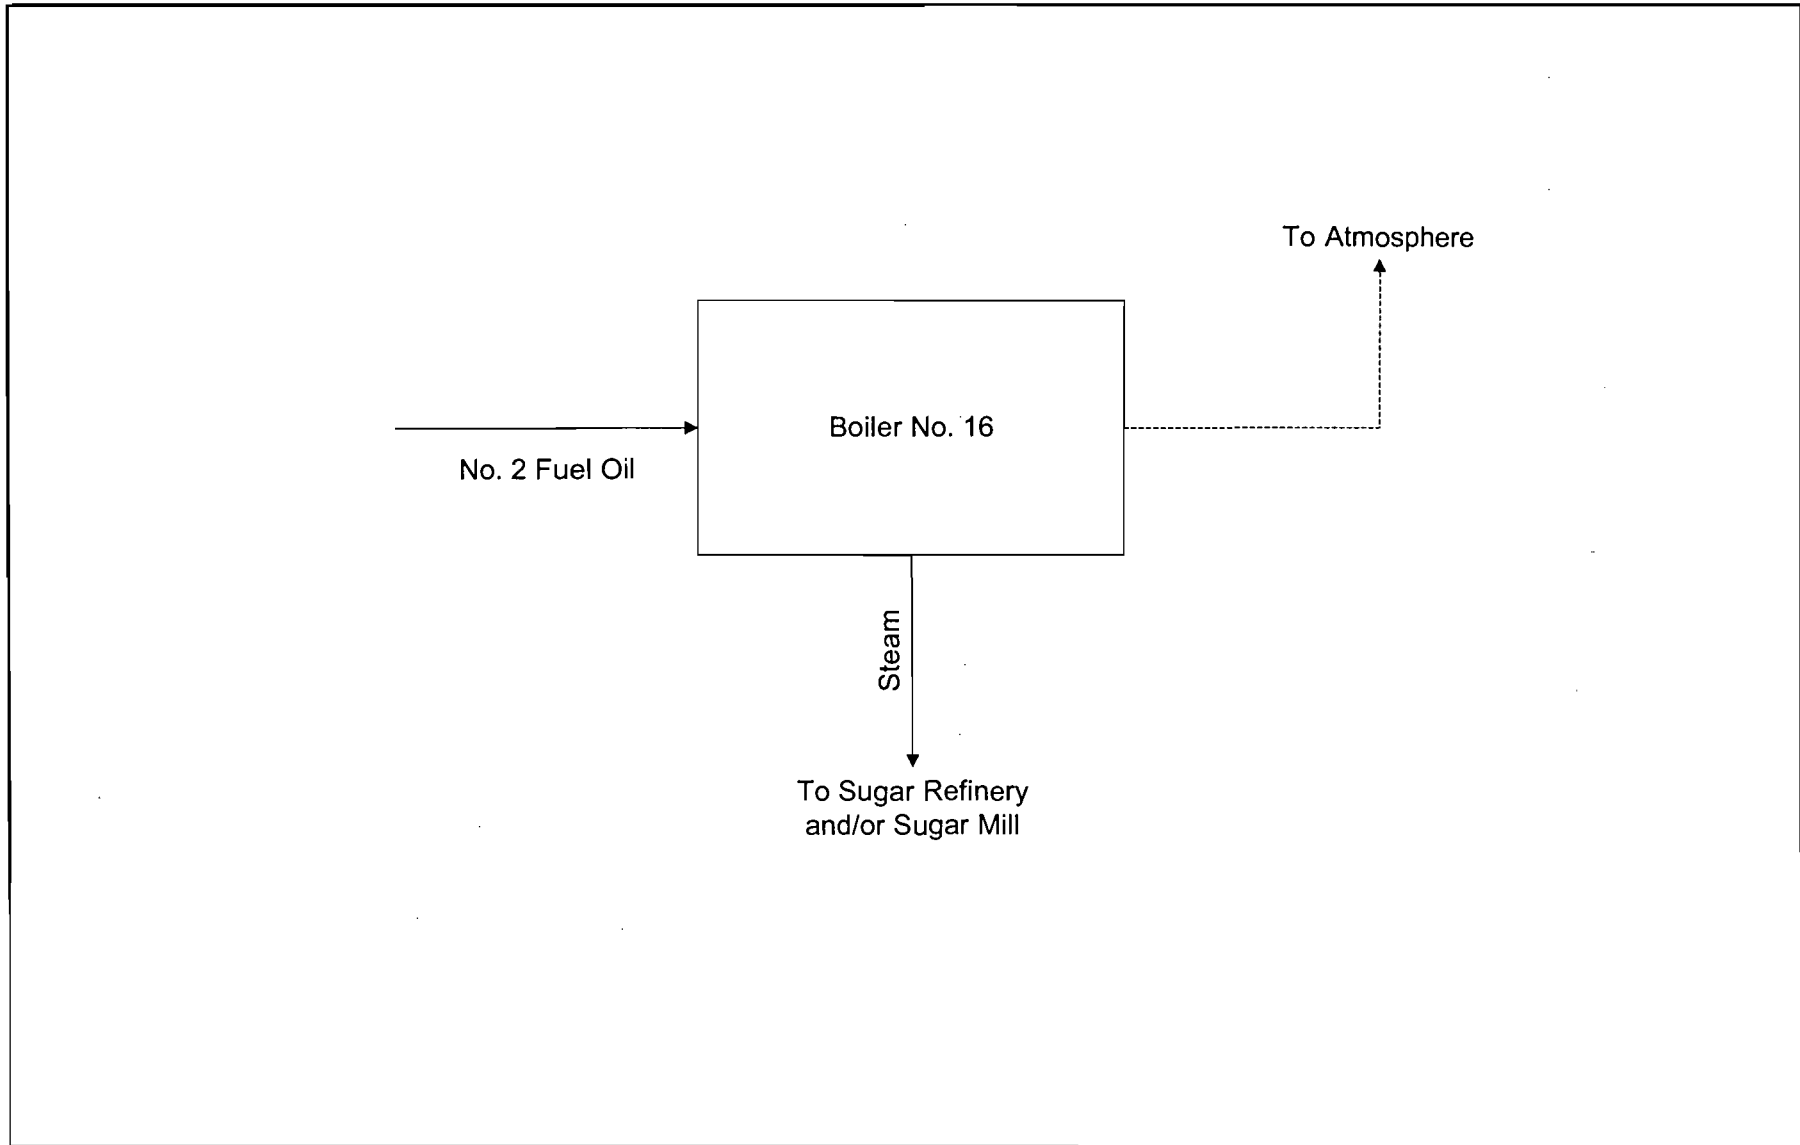 To Atmosphere
Boiler No. 16
No. 2 Fuel Oil
Steam
To Sugar Refinery
and/or Sugar Mill